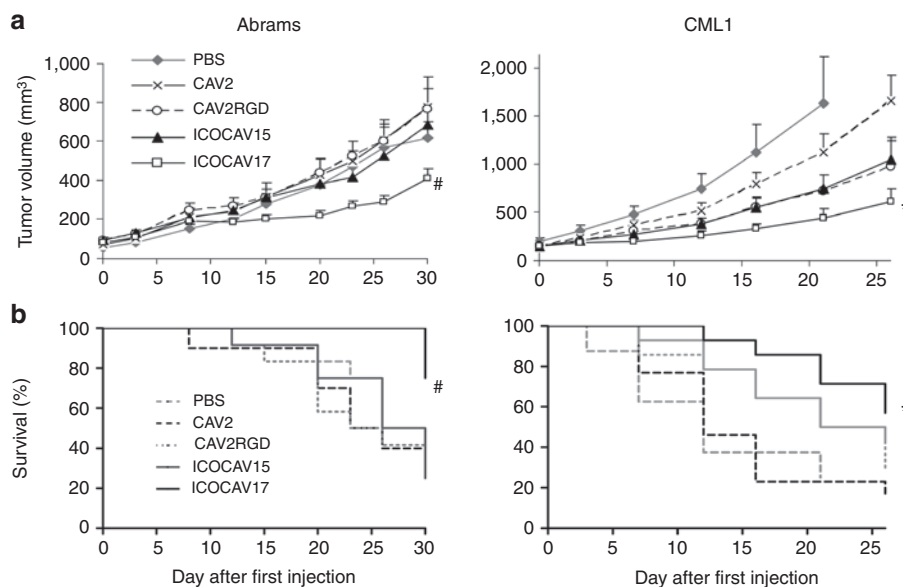 a
Abrams
CML1
Tumor volume (mm³)
1,000
800
600
400
200
0
PBS
CAV2
CAV2RGD
ICOCAV15
ICOCAV17
#
0 5 10 15 20 25 30
2,000
1,500
1,000
500
0
0 5 10 15 20 25
b
Survival (%)
100
80
60
40
20
0
PBS
CAV2
CAV2RGD
ICOCAV15
ICOCAV17
#
0 5 10 15 20 25 30
Day after first injection
100
80
60
40
20
0
0 5 10 15 20 25
Day after first injection